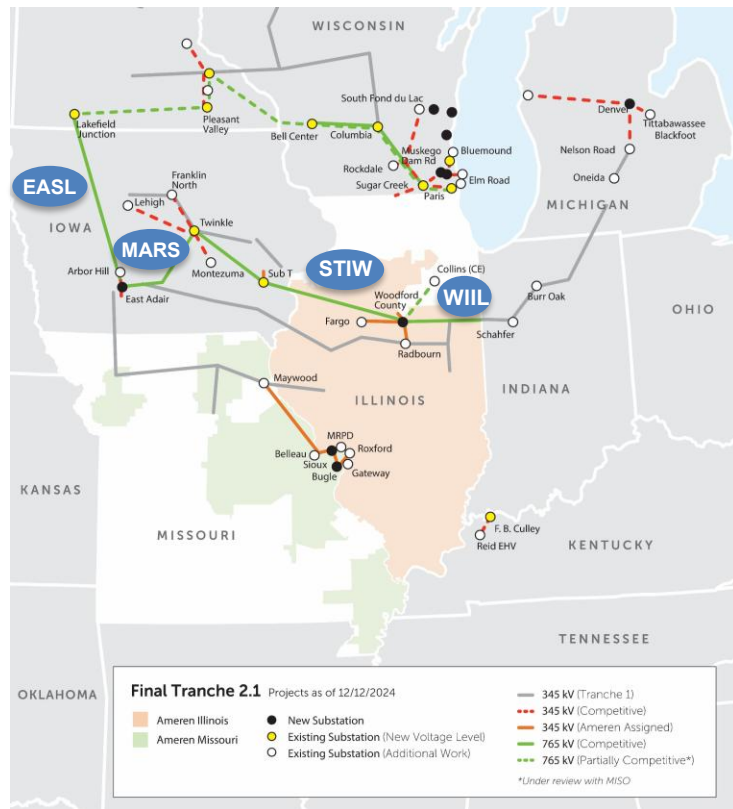 WISCONSIN
South Fond du Lac
Denver
Tittabawassee
Blackfoot
Lakefield
Junction
Pleasant
Valley
Bell Center
Columbia
Muskego
Dam Rd
Bluemound
Nelson Road
Rockdale
Sugar Creek
Elm Road
Paris
Oneida
MICHIGAN
EASL
Franklin
North
Lehigh
Twinkle
IOWA
MARS
Montezuma
STIW
Collins (CE)
Arbor Hill
Sub T
WIIL
East Adair
Woodford
County
Burr Oak
OHIO
Fargo
Schahfer
Radbourn
Maywood
ILLINOIS
INDIANA
MRPD
Roxford
Belleau
Sioux
Gateway
Bugle
KANSAS
MISSOURI
F. B. Culley
Reid EHV
KENTUCKY
TENNESSEE
OKLAHOMA
Final Tranche 2.1 Projects as of 12/12/2024
Ameren Illinois
Ameren Missouri
New Substation
Existing Substation (New Voltage Level)
Existing Substation (Additional Work)
345 kV (Tranche 1)
345 kV (Competitive)
345 kV (Ameren Assigned)
765 kV (Competitive)
765 kV (Partially Competitive*)
*Under review with MISO